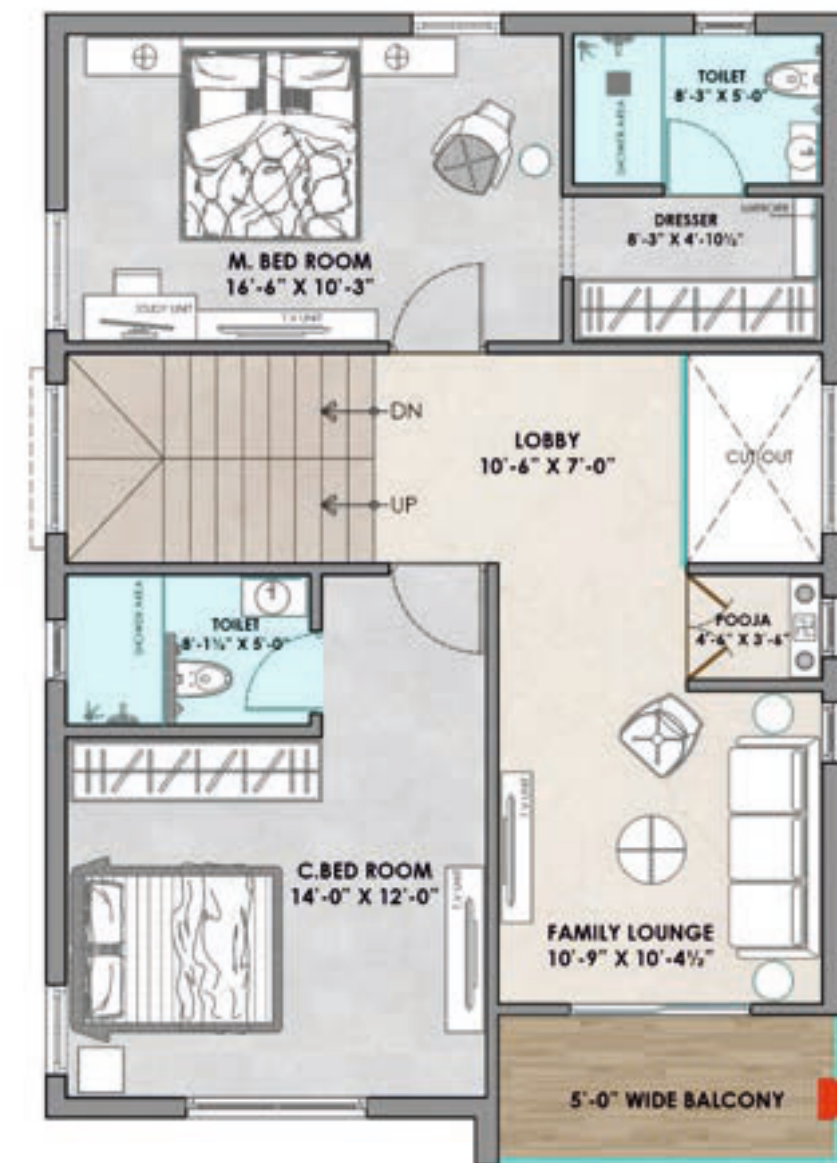 TOILET
8'-3" X 5'-0"
SHOWER AREA
DRESSER
8'-3" X 4'-10½"
M. BED ROOM
16'-6" X 10'-3"
STUDY UNIT
T.V UNIT
DN
LOBBY
10'-6" X 7'-0"
CUT OUT
UP
SHOWER AREA
TOILET
8'-1½" X 5'-0"
POOJA
4'-6" X 3'-6"
T.V UNIT
C.BED ROOM
14'-0" X 12'-0"
T.V UNIT
FAMILY LOUNGE
10'-9" X 10'-4½"
5'-0" WIDE BALCONY